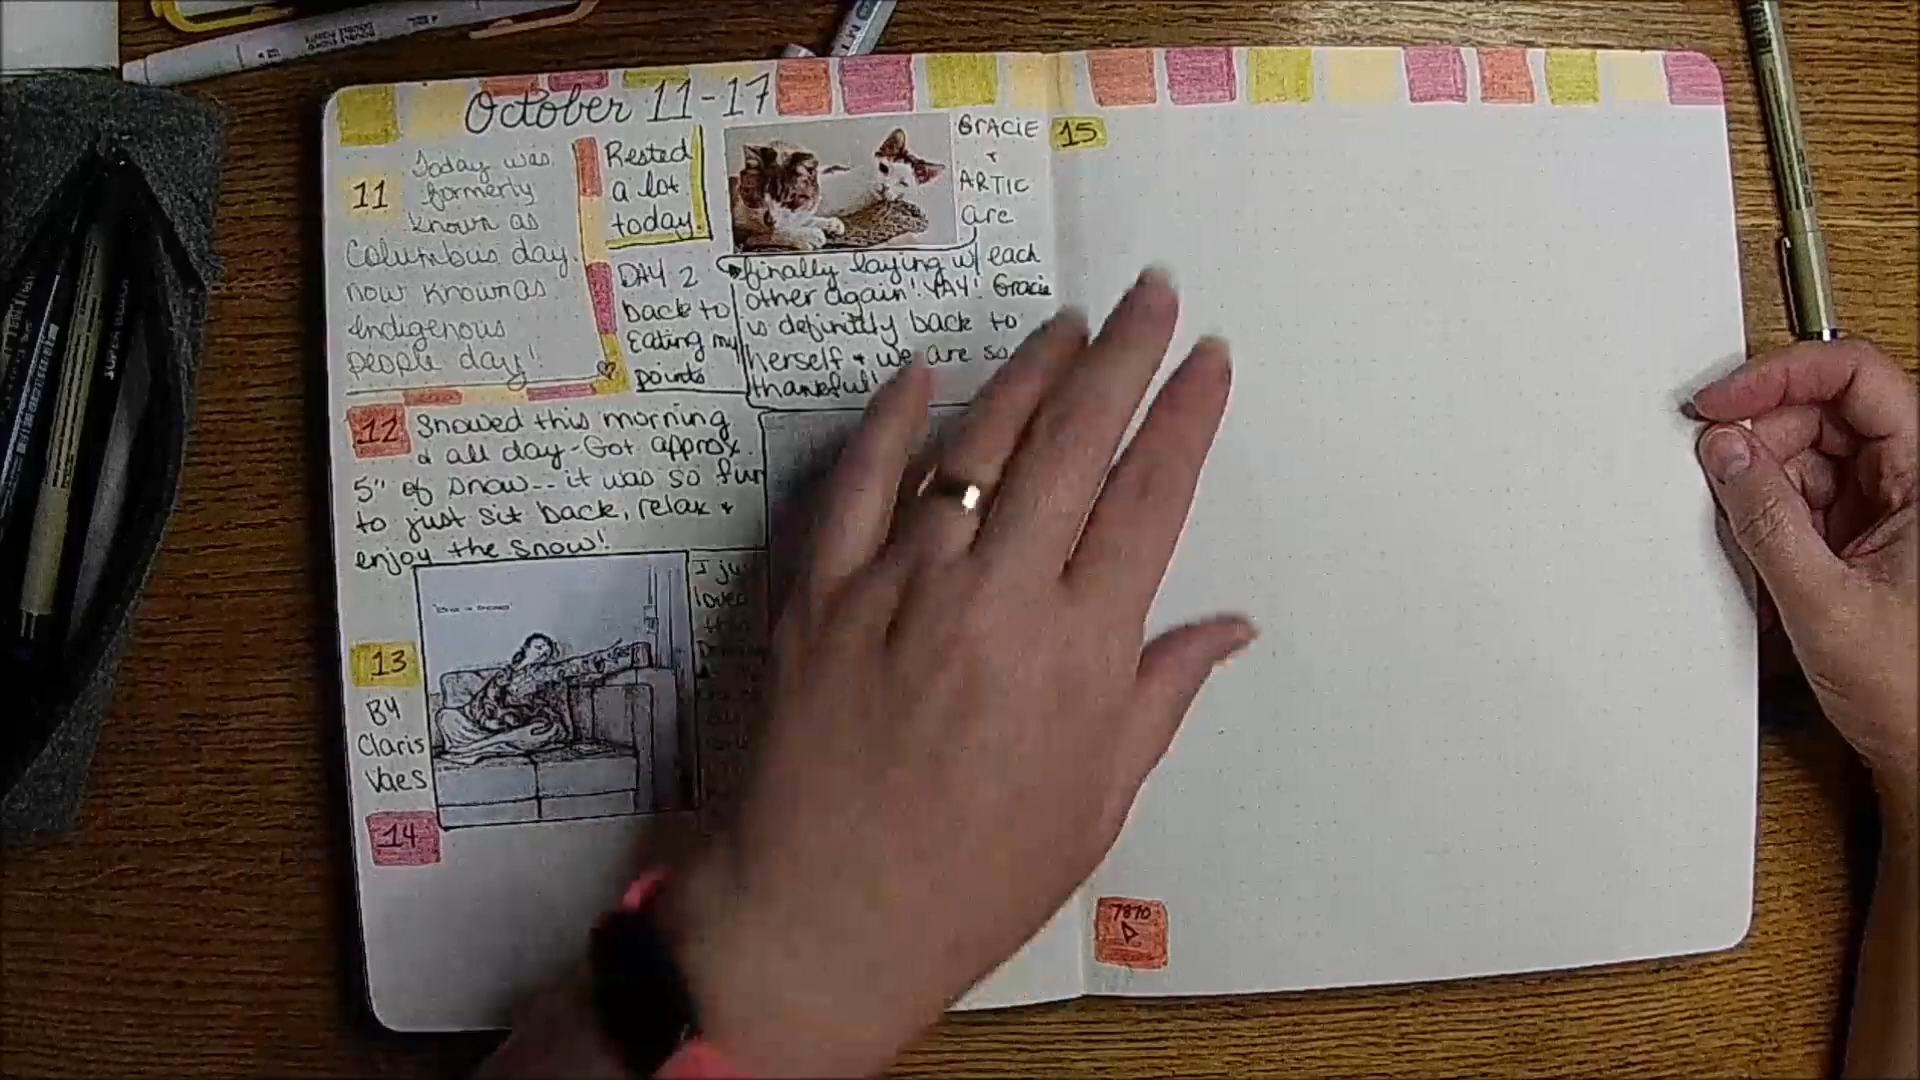 October 11-17
11
Today was
formerly
known as
Columbus day
now known as
Indigenous
people day!
Rested
a lot
today.
DAY 2
back to
Eating my
points
GRACIE
+
ARTIC
are
finally laying w/ each
other again! YAY! Gracie
is definitely back to
herself + we are so
thankful!
12
Snowed this morning
& all day - Got approx.
5" of snow-- it was so fun
to just sit back, relax +
enjoy the snow!
13
BY
Claris
Vaes
I ju
loved
14
15
7870